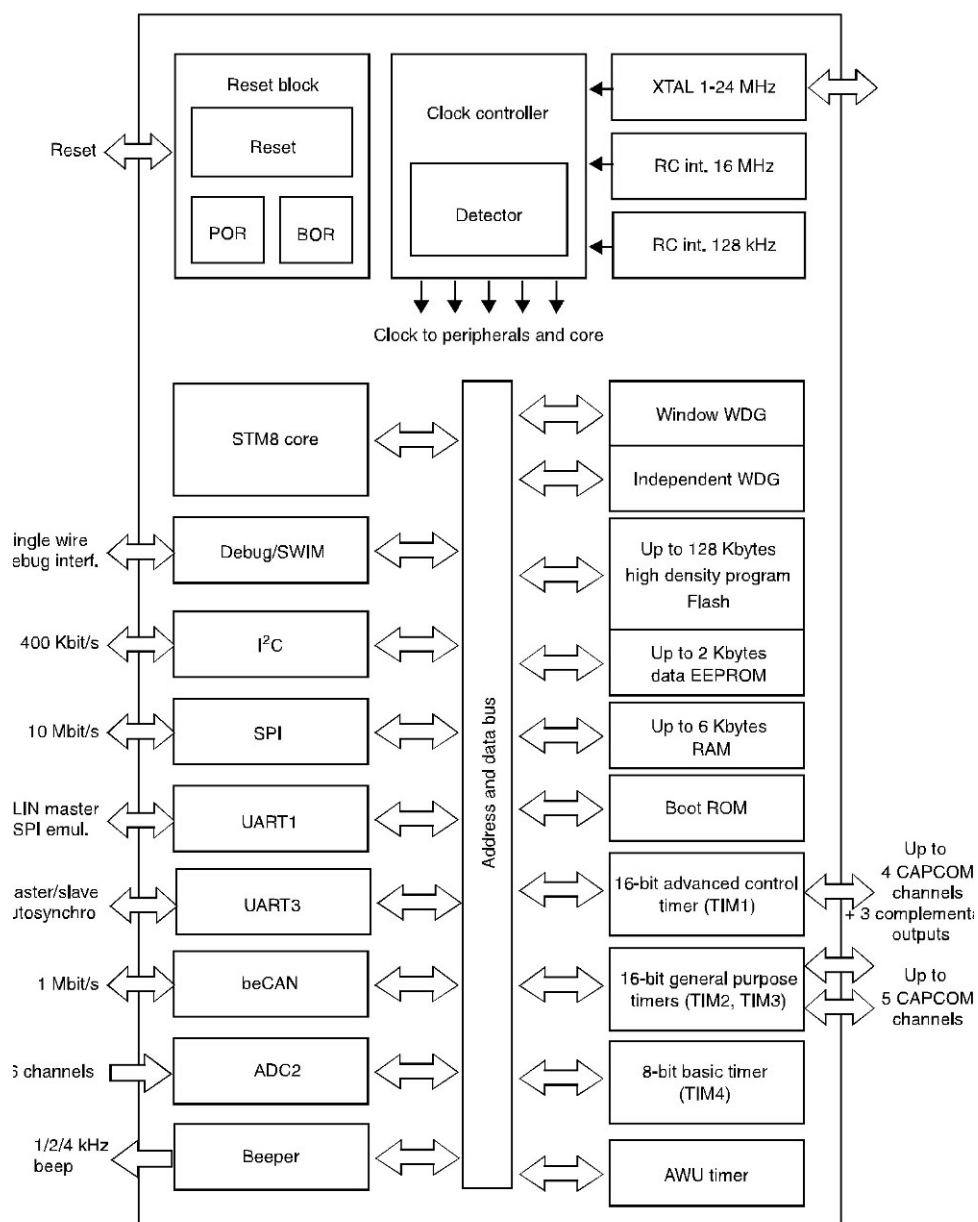 Reset block
Reset
POR
BOR
Reset
Clock controller
Detector
XTAL 1-24 MHz
RC int. 16 MHz
RC int. 128 kHz
Clock to peripherals and core
STM8 core
Debug/SWIM
ingle wire
ebug interf.
I²C
400 Kbit/s
SPI
10 Mbit/s
UART1
LIN master
SPI emul.
UART3
aster/slave
utosynchro
beCAN
1 Mbit/s
ADC2
6 channels
Beeper
1/2/4 kHz
beep
Address and data bus
Window WDG
Independent WDG
Up to 128 Kbytes
high density program
Flash
Up to 2 Kbytes
data EEPROM
Up to 6 Kbytes
RAM
Boot ROM
16-bit advanced control
timer (TIM1)
Up to
4 CAPCOM
channels
+ 3 complementa
outputs
16-bit general purpose
timers (TIM2, TIM3)
Up to
5 CAPCOM
channels
8-bit basic timer
(TIM4)
AWU timer